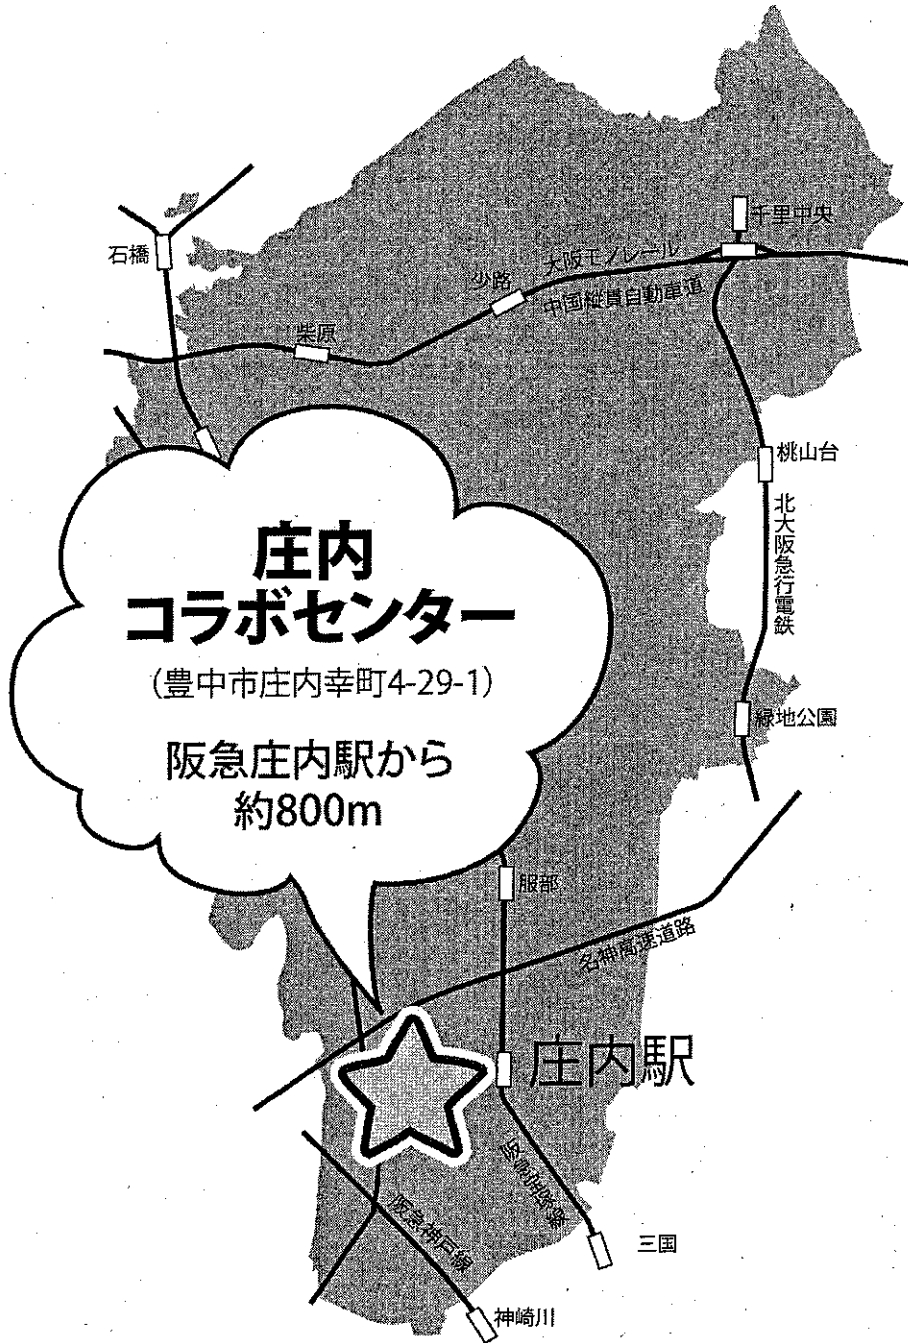 千里中央
石橋
大阪モノレール
少路
中国縦貫自動車道
柴原
桃山台
北大阪急行電鉄
庄内
コラボセンター
(豊中市庄内幸町4-29-1)
緑地公園
阪急庄内駅から
約800m
服部
名神高速道路
庄内駅
阪急宝塚線
阪急神戸線
三国
神崎川